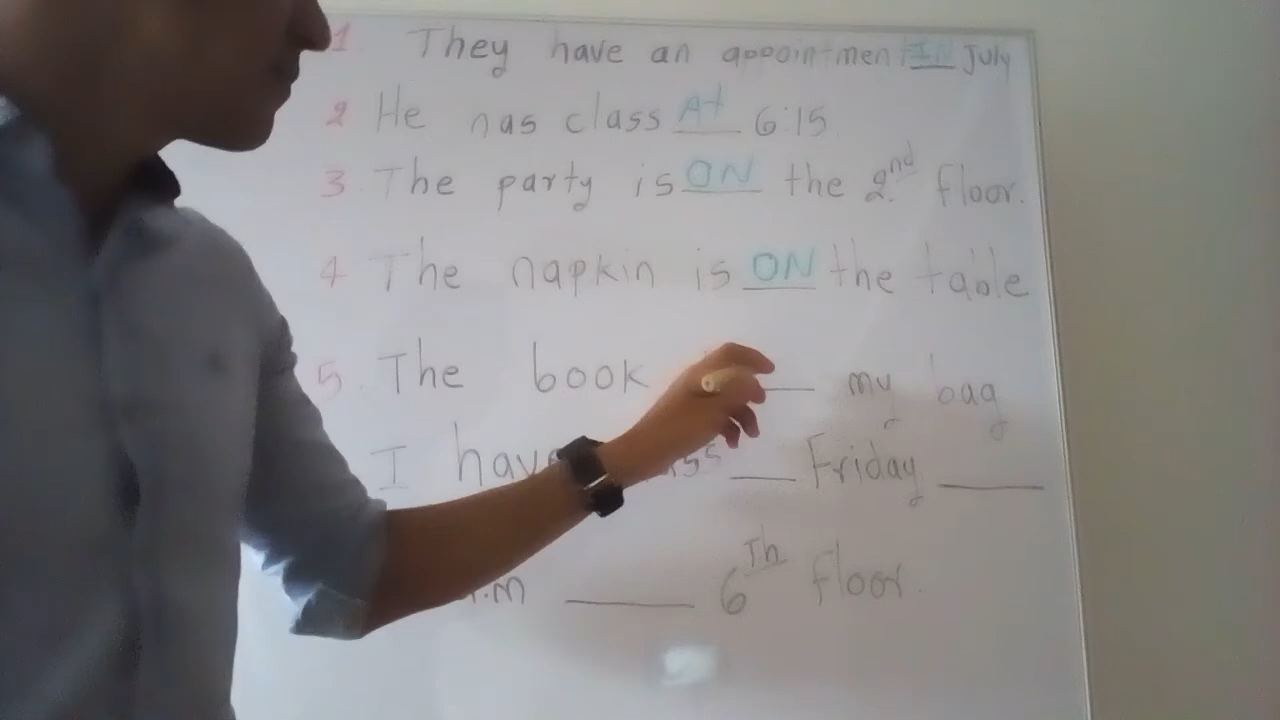 1. They have an appointment IN July
2 He has class At 6:15
3 The party is ON the 2nd floor.
4 The napkin is ON the table
5. The book ___ my bag
I have ___ Friday ___
___ 6Th floor.